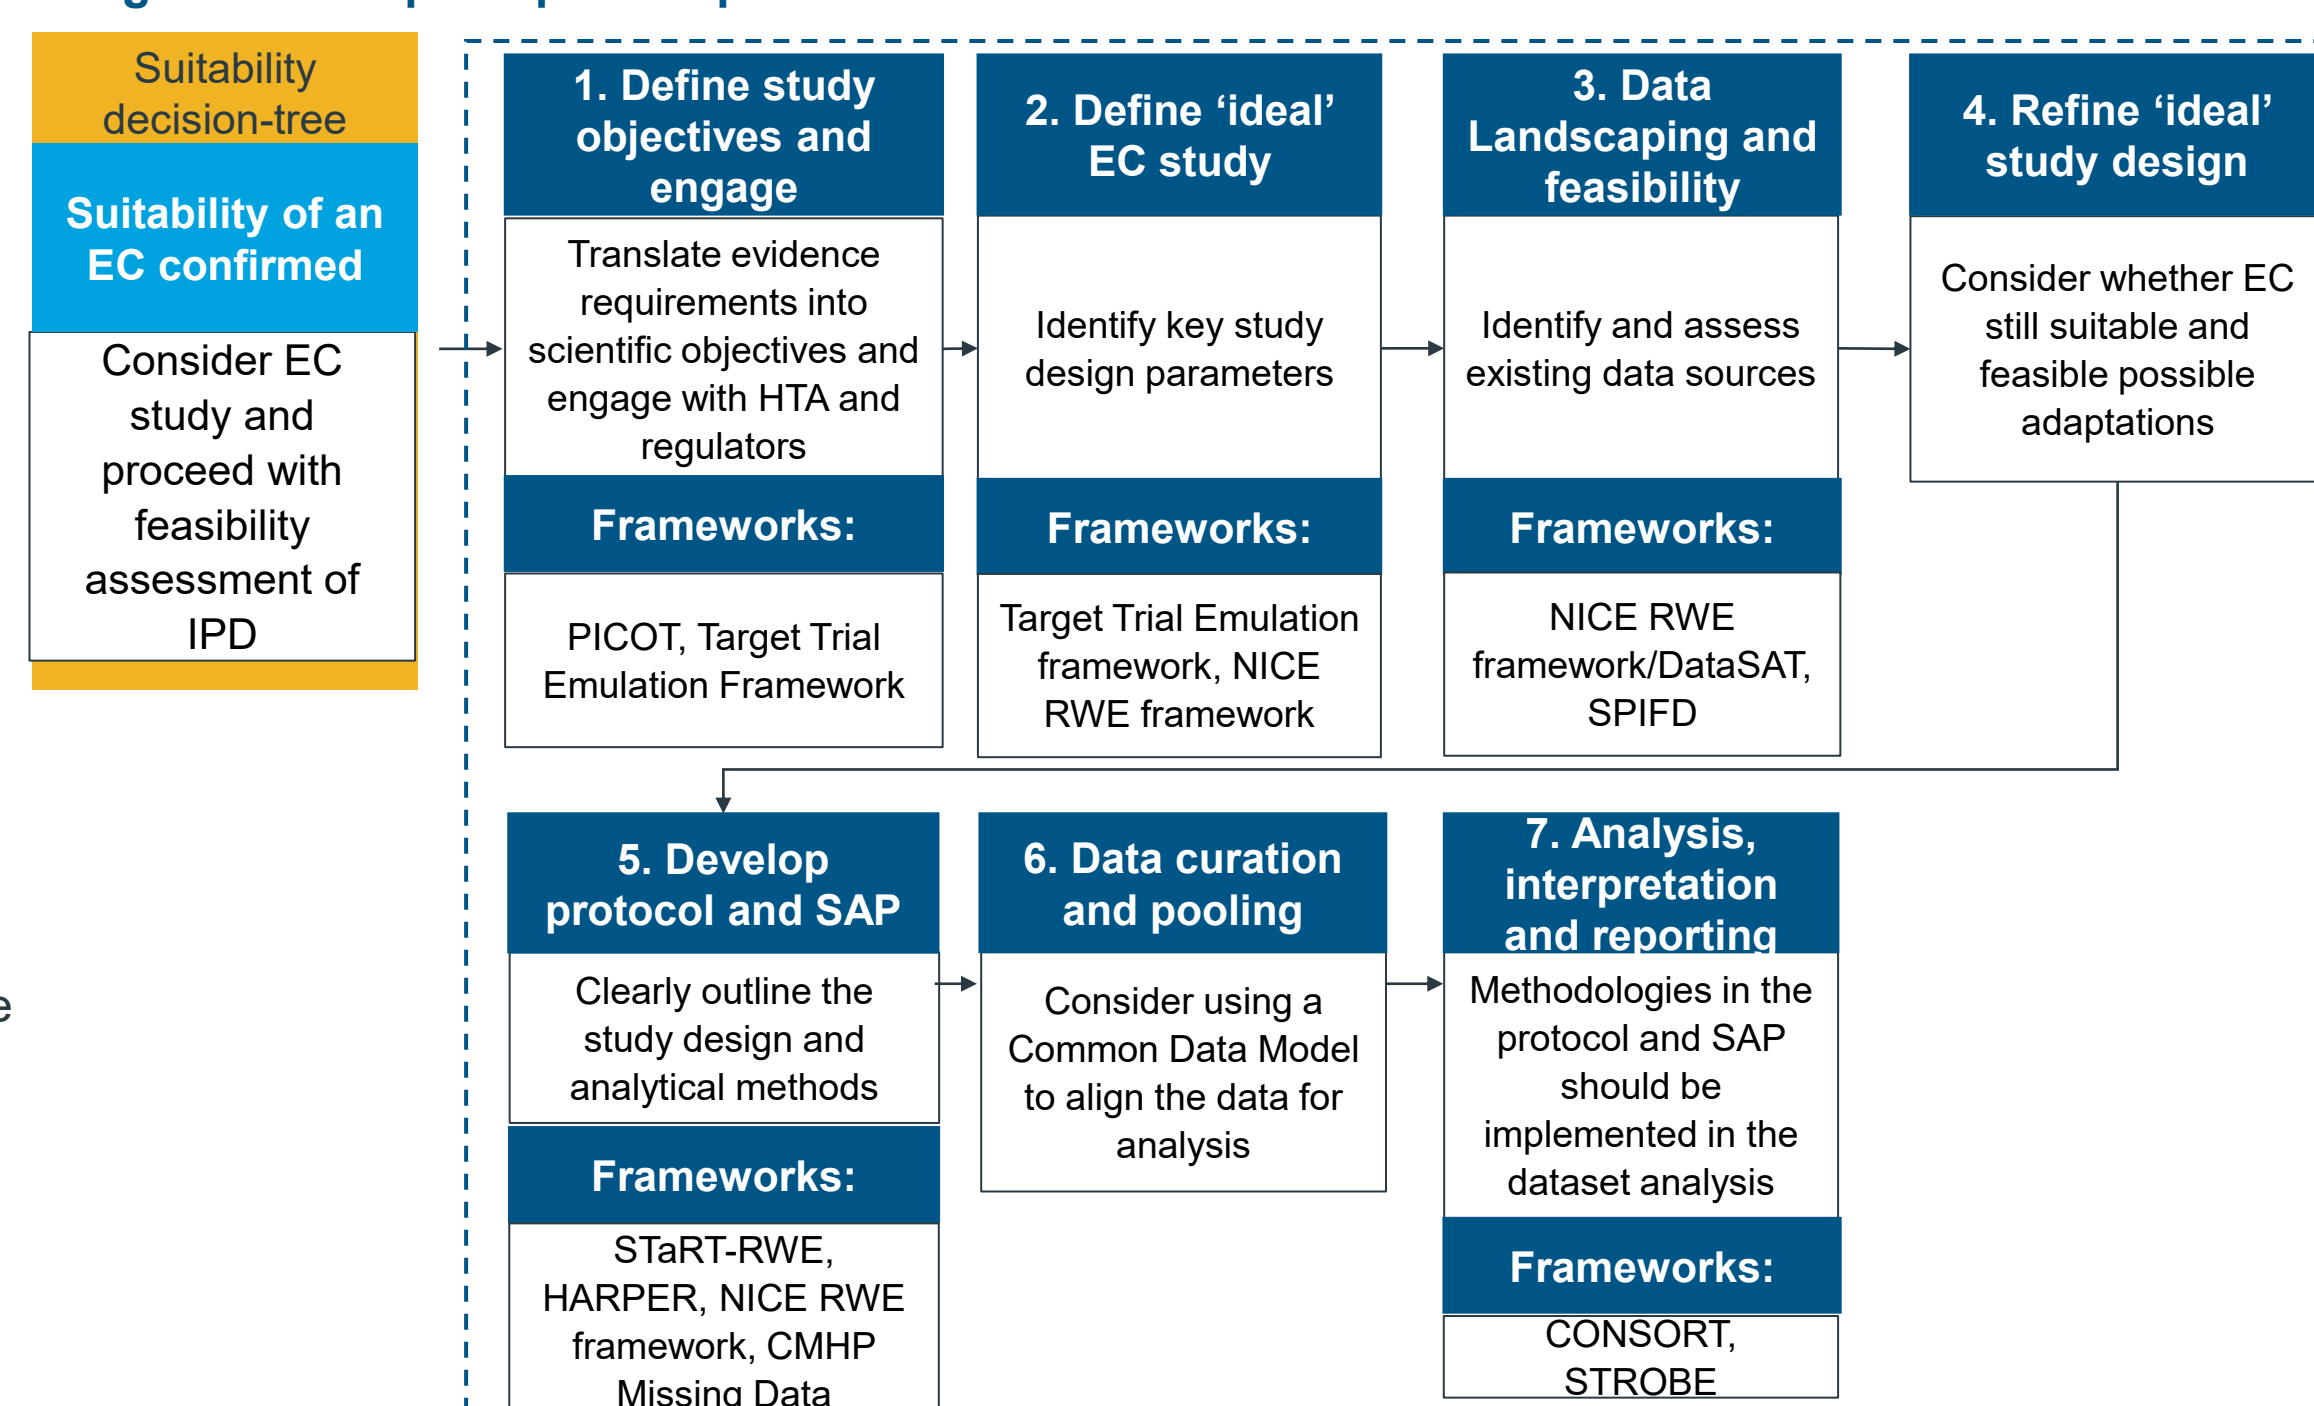 Suitability
decision-tree
Suitability of an
EC confirmed
Consider EC
study and
proceed with
feasibility
assessment of
IPD
1. Define study
objectives and
engage
Translate evidence
requirements into
scientific objectives and
engage with HTA and
regulators
Frameworks:
PICOT, Target Trial
Emulation Framework
2. Define ‘ideal’
EC study
Identify key study
design parameters
Frameworks:
Target Trial Emulation
framework, NICE
RWE framework
3. Data
Landscaping and
feasibility
Identify and assess
existing data sources
Frameworks:
NICE RWE
framework/DataSAT,
SPIFD
4. Refine ‘ideal’
study design
Consider whether EC
still suitable and
feasible possible
adaptations
5. Develop
protocol and SAP
Clearly outline the
study design and
analytical methods
Frameworks:
STaRT-RWE,
HARPER, NICE RWE
framework, CMHP
Missing Data
6. Data curation
and pooling
Consider using a
Common Data Model
to align the data for
analysis
7. Analysis,
interpretation
and reporting
Methodologies in the
protocol and SAP
should be
implemented in the
dataset analysis
Frameworks:
CONSORT,
STROBE